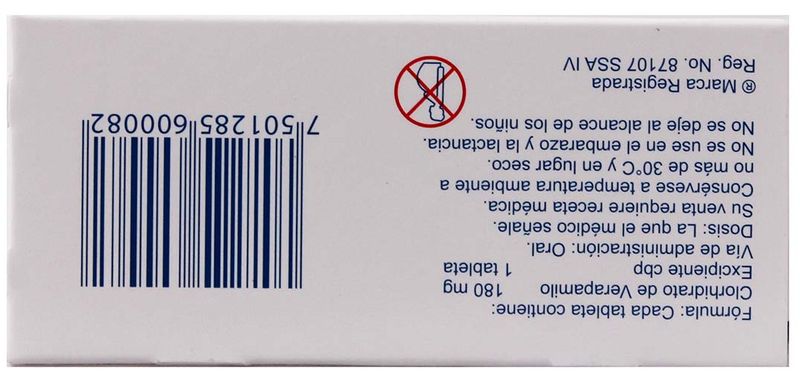 Fórmula: Cada tableta contiene:
Clorhidrato de Verapamilo 180 mg
Excipiente cbp 1 tableta
Vía de administración: Oral.
Dosis: La que el médico señale.
Su venta requiere receta médica.
Consérvese a temperatura ambiente a
no más de 30°C y en lugar seco.
No se use en el embarazo y la lactancia.
No se deje al alcance de los niños.
® Marca Registrada
Reg. No. 87107 SSA IV
7 501285 600082